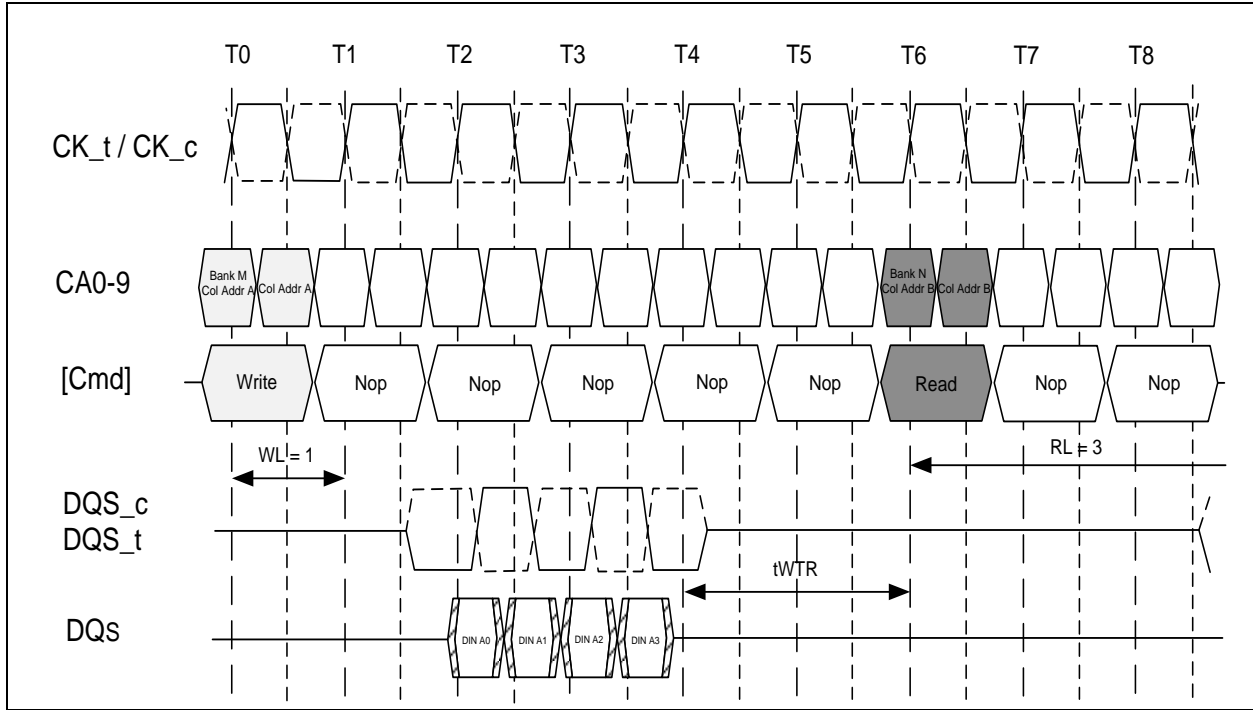 T0 T1 T2 T3 T4 T5 T6 T7 T8
CK_t / CK_c
CA0-9
Bank M
Col Addr A
Col Addr A
Bank N
Col Addr B
Col Addr B
[Cmd]
Write Nop Nop Nop Nop Nop Read Nop Nop
WL = 1
RL = 3
DQS_c
DQS_t
tWTR
DQs
DIN A0 DIN A1 DIN A2 DIN A3